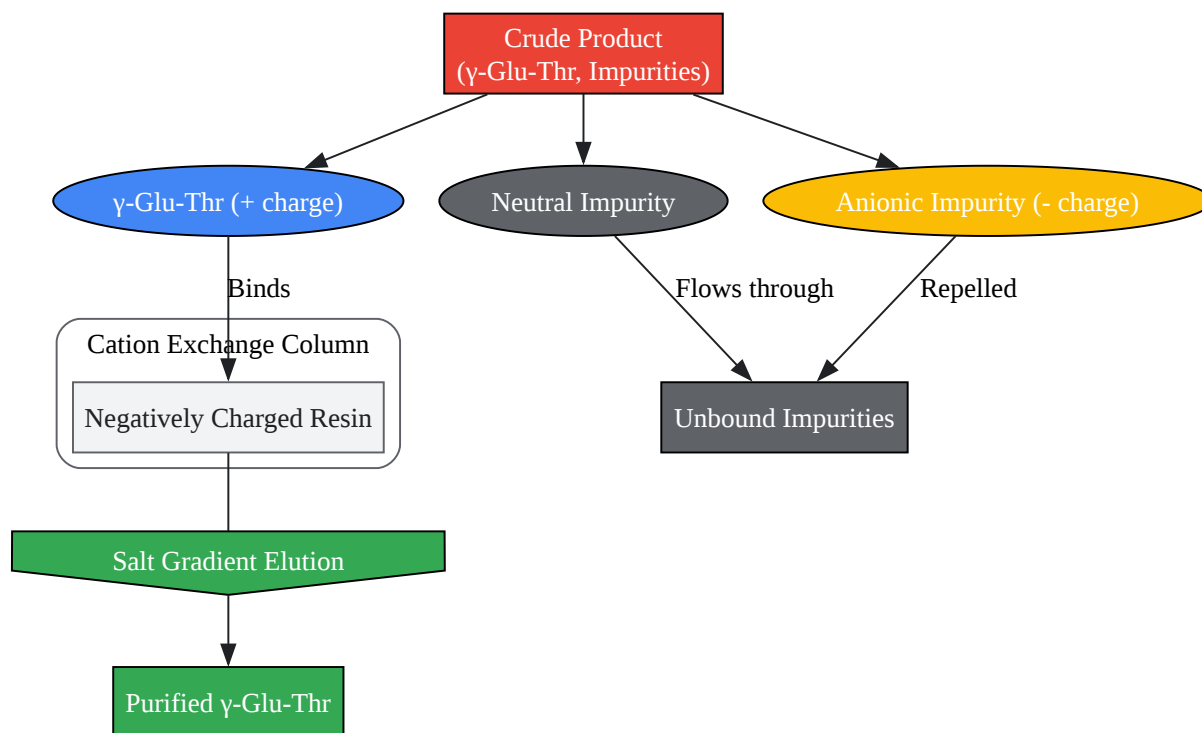 Crude Product
(γ-Glu-Thr, Impurities)
γ-Glu-Thr (+ charge)
Neutral Impurity
Anionic Impurity (- charge)
Binds
Flows through
Repelled
Cation Exchange Column
Negatively Charged Resin
Unbound Impurities
Salt Gradient Elution
Purified γ-Glu-Thr